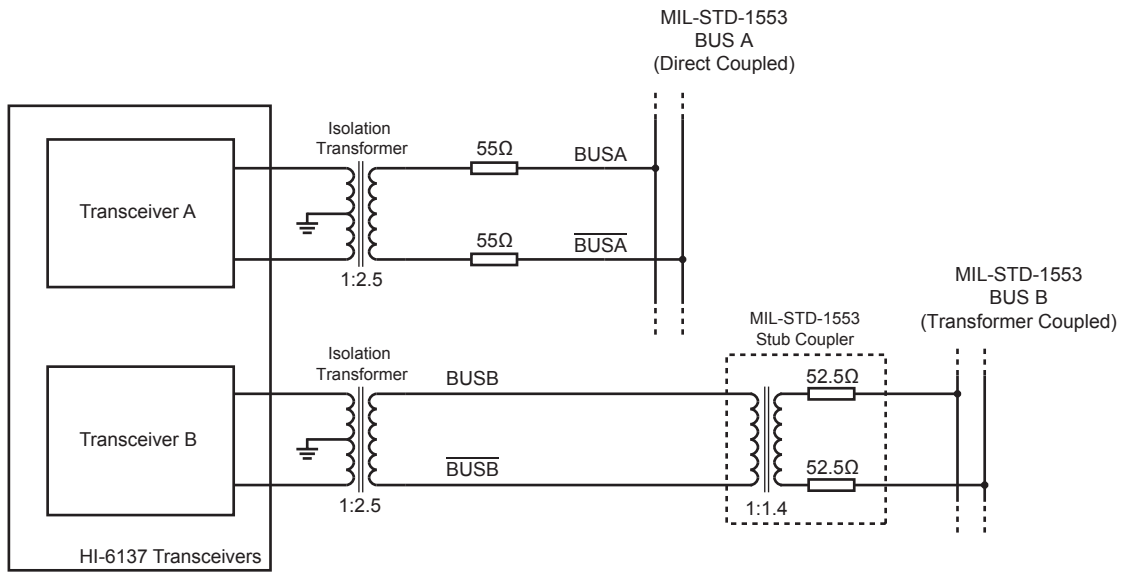 MIL-STD-1553
BUS A
(Direct Coupled)
Isolation
Transformer
55Ω
BUSA
Transceiver A
55Ω
B̅U̅S̅A̅
1:2.5
MIL-STD-1553
BUS B
(Transformer Coupled)
MIL-STD-1553
Stub Coupler
Isolation
Transformer
BUSB
52.5Ω
Transceiver B
B̅U̅S̅B̅
52.5Ω
1:2.5
1:1.4
HI-6137 Transceivers